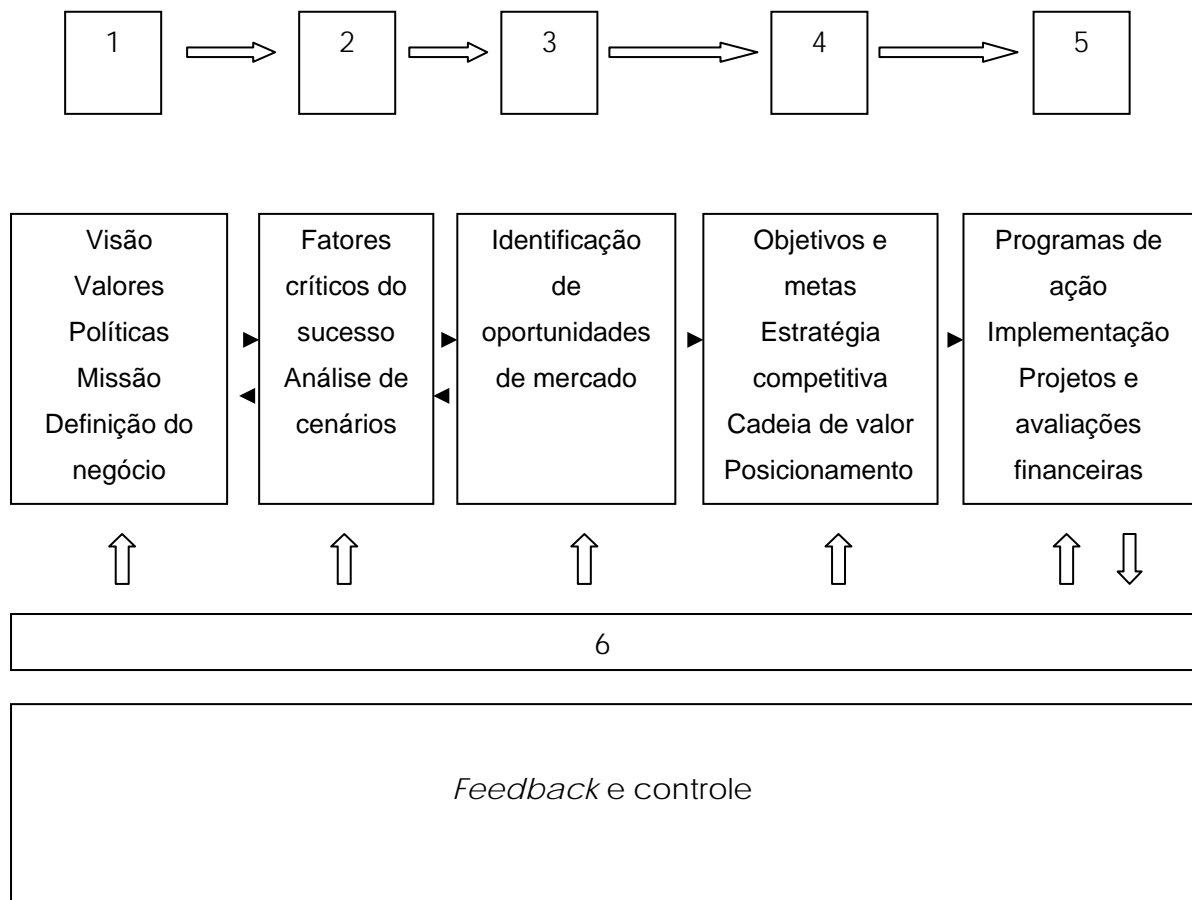 1
2
3
4
5
Visão
Valores
Políticas
Missão
Definição do
negócio
Fatores
críticos do
sucesso
Análise de
cenários
Identificação
de
oportunidades
de mercado
Objetivos e
metas
Estratégia
competitiva
Cadeia de valor
Posicionamento
Programas de
ação
Implementação
Projetos e
avaliações
financeiras
6
Feedback e controle